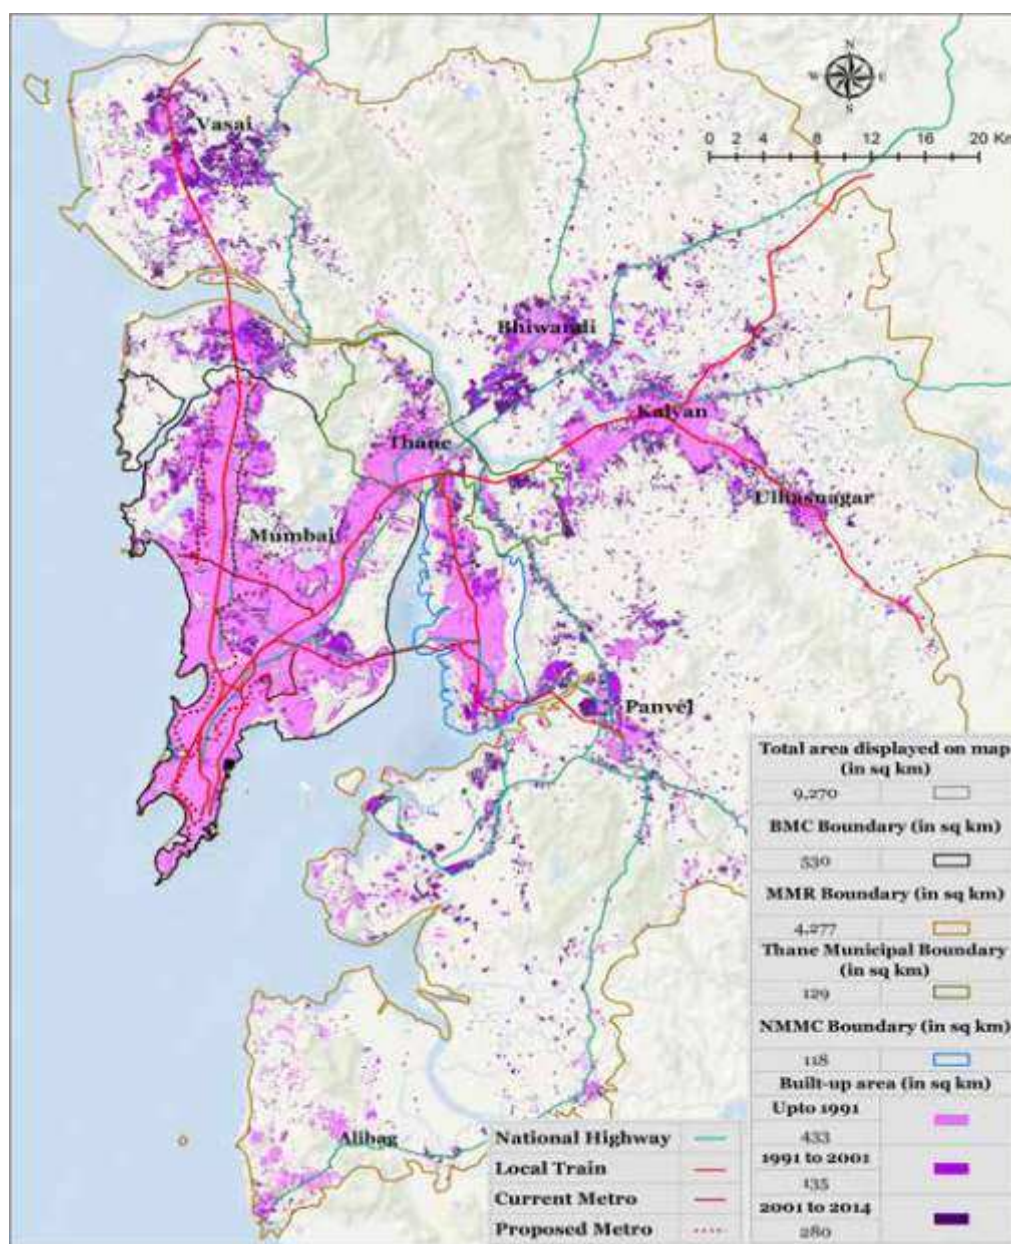 N
W E
S
0 2 4 8 12 16 20 Km
Vasai
Bhiwandi
Kalyan
Thane
Ulhasnagar
Mumbai
Panvel
Alibag
Total area displayed on map
(in sq km)
9,270
BMC Boundary (in sq km)
530
MMR Boundary (in sq km)
4,277
Thane Municipal Boundary
(in sq km)
129
NMMC Boundary (in sq km)
118
Built-up area (in sq km)
Upto 1991
433
1991 to 2001
135
2001 to 2014
280
National Highway
Local Train
Current Metro
Proposed Metro